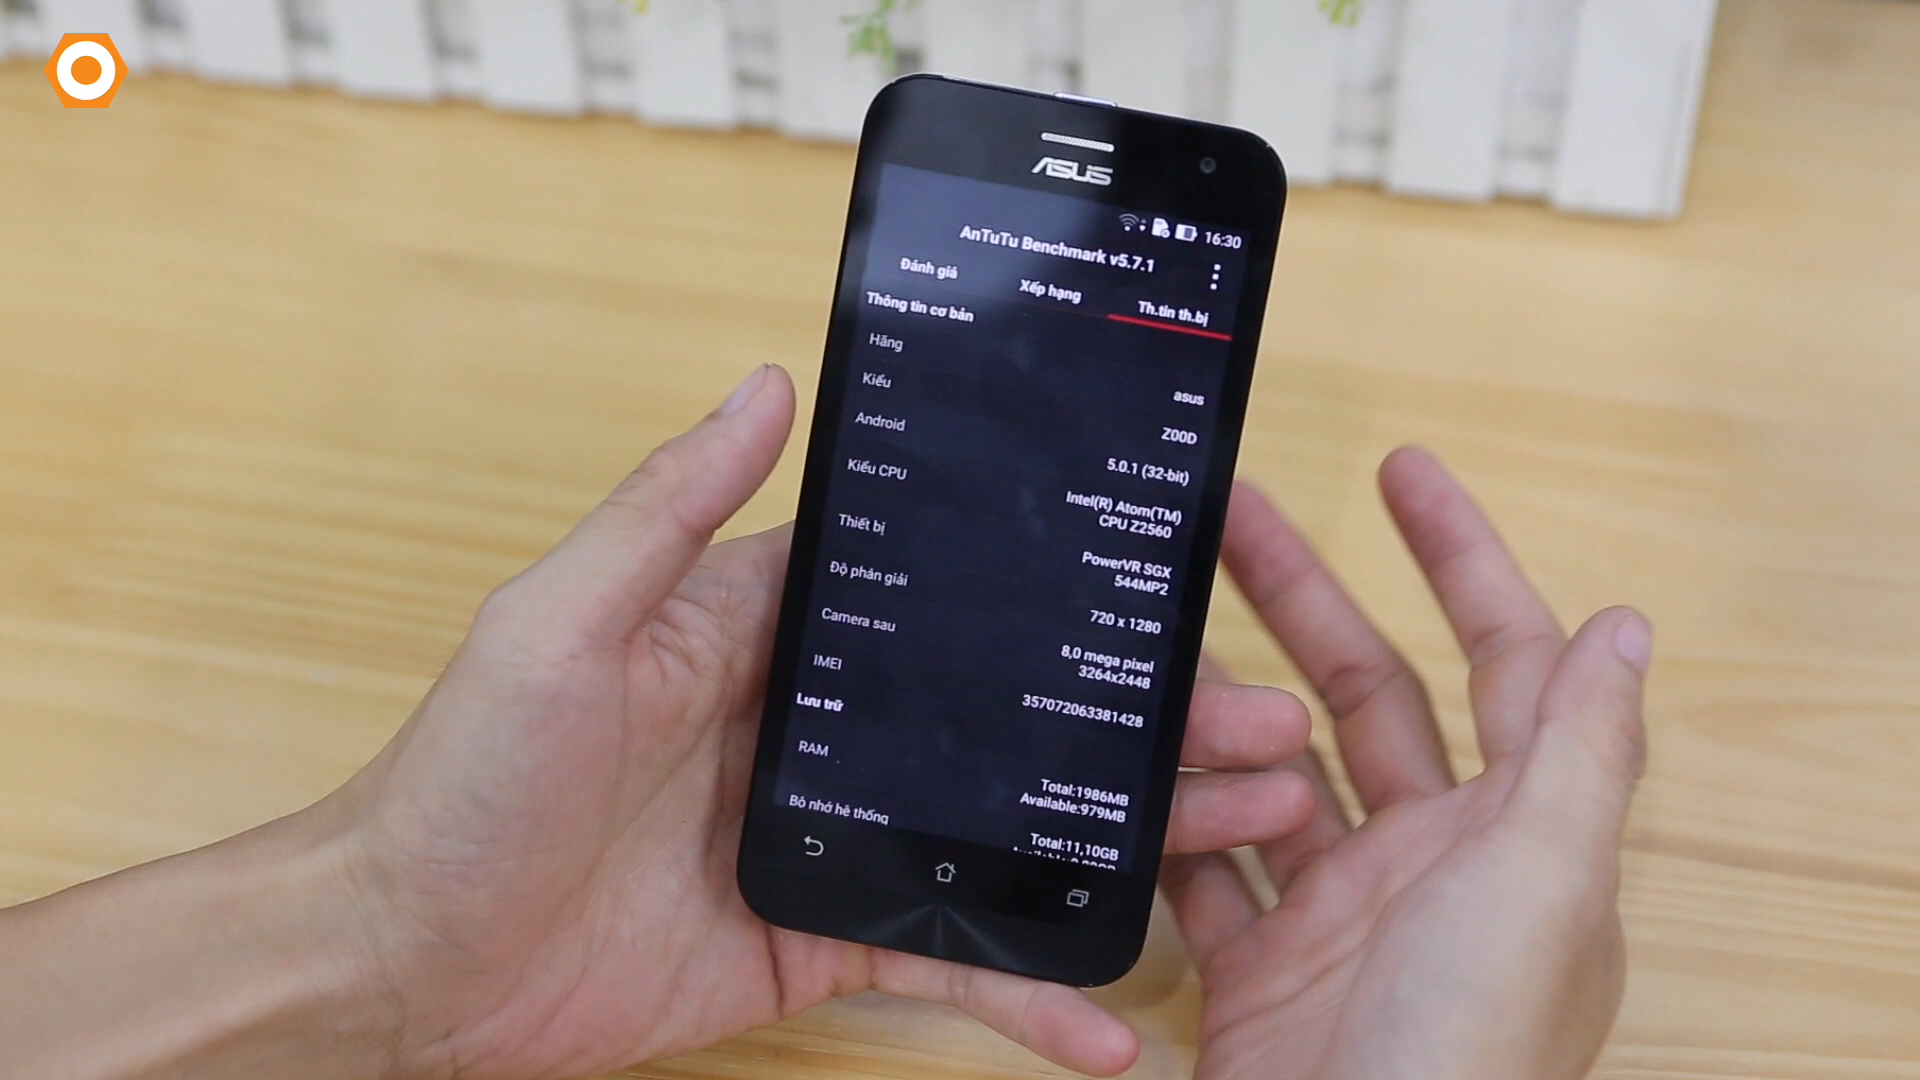 ASUS
16:30
AnTuTu Benchmark v5.7.1
Đánh giá
Xếp hạng
Th.tin th.bị
Thông tin cơ bản
Hãng
asus
Kiểu
Z00D
Android
5.0.1 (32-bit)
Kiểu CPU
Intel(R) Atom(TM)
CPU Z2560
Thiết bị
PowerVR SGX
544MP2
Độ phân giải
720 x 1280
Camera sau
8,0 mega pixel
3264x2448
IMEI
357072063381428
Lưu trữ
RAM
Total:1986MB
Available:979MB
Bộ nhớ hệ thống
Total:11,10GB